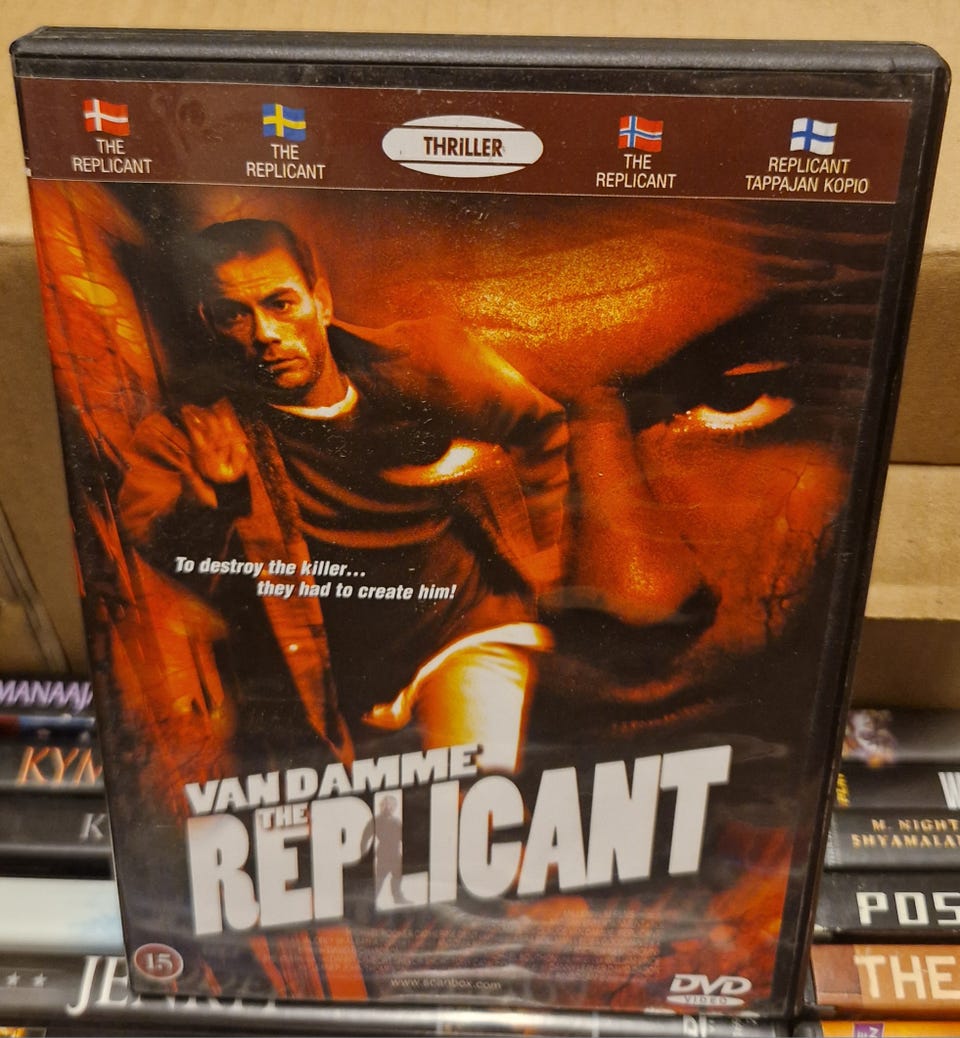 THE
REPLICANT
THE
REPLICANT
THRiLLER
THE
REPLICANT
REPLICANT
TAPPAJAN KOPIO
To destroy the killer...
they had to create him!
VAN DAMME
THE
REPLICANT
15
www.scanbox.com
DVD
VIDEO
MANAAJ
KYM
K
M. NIGHT
SHYAMALA
POS
THE